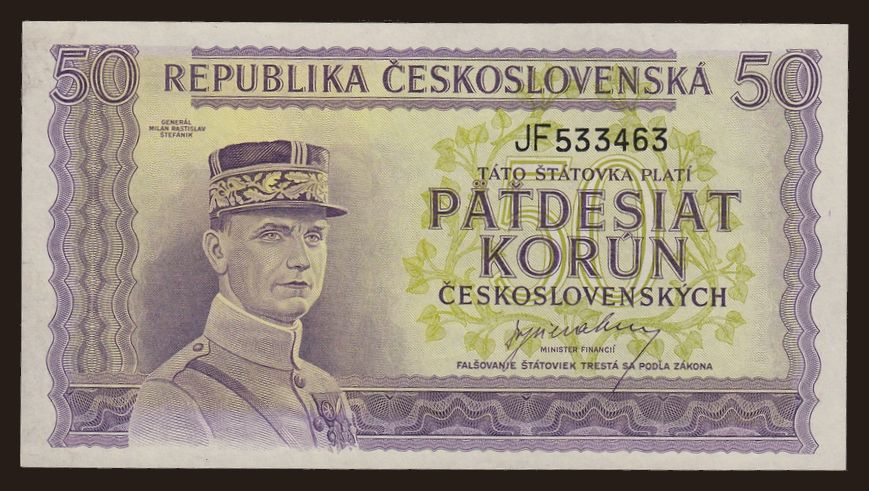 50 REPUBLIKA ČESKOSLOVENSKÁ 50
GENERÁL
MILAN RASTISLAV
ŠTEFÁNIK
JF 533463
TÁTO ŠTÁTOVKA PLATÍ
50
PÄŤDESIAT
KORÚN
ČESKOSLOVENSKÝCH
MINISTER FINANCIÍ
FALŠOVANIE ŠTÁTOVIEK TRESTÁ SA PODĽA ZÁKONA